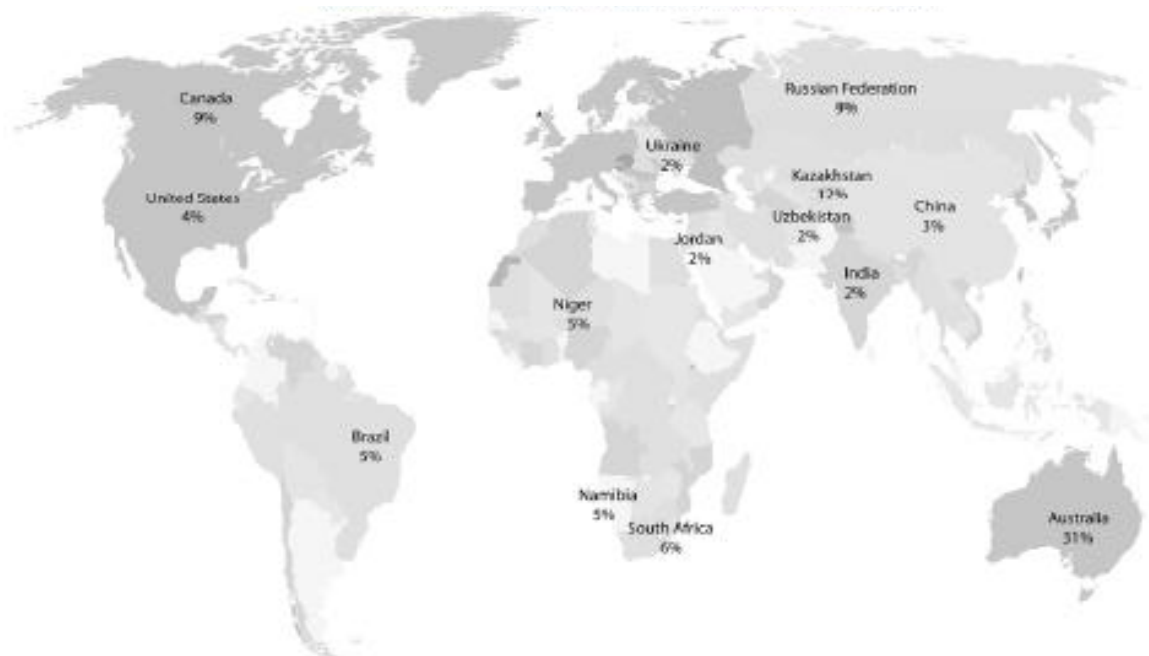 Canada
9%
Russian Federation
9%
Ukraine
2%
Kazakhstan
12%
United States
4%
Uzbekistan
2%
China
3%
Jordan
2%
India
2%
Niger
5%
Brazil
5%
Namibia
5%
South Africa
6%
Australia
31%